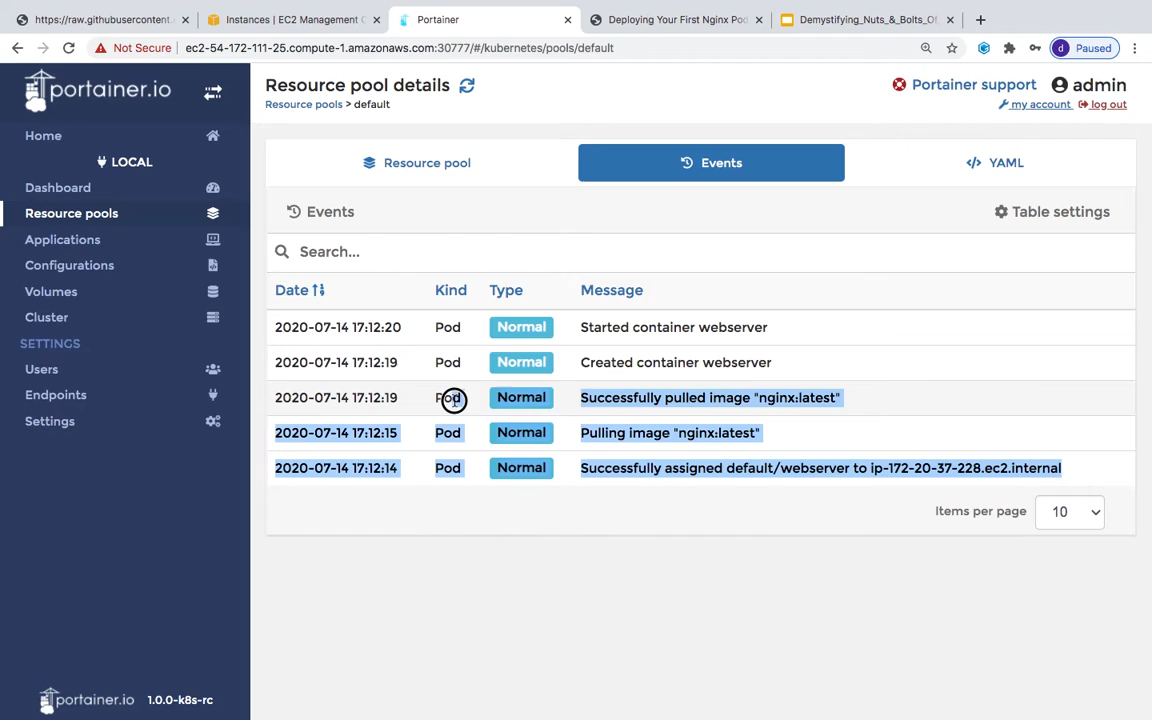 https://raw.githubusercontent.
Instances | EC2 Management C
Portainer
Deploying Your First Nginx Pod
Demystifying_Nuts_&_Bolts_Of
Not Secure
ec2-54-172-111-25.compute-1.amazonaws.com:30777/#/kubernetes/pools/default
d
Paused
portainer.io
Home
LOCAL
Dashboard
Resource pools
Applications
Configurations
Volumes
Cluster
SETTINGS
Users
Endpoints
Settings
portainer.io 1.0.0-k8s-rc
Resource pool details
Resource pools > default
Portainer support
admin
my account
log out
Resource pool
Events
YAML
Events
Table settings
Search...
Date Kind Type Message
2020-07-14 17:12:20 Pod Normal Started container webserver
2020-07-14 17:12:19 Pod Normal Created container webserver
2020-07-14 17:12:19 Pod Normal Successfully pulled image "nginx:latest"
2020-07-14 17:12:15 Pod Normal Pulling image "nginx:latest"
2020-07-14 17:12:14 Pod Normal Successfully assigned default/webserver to ip-172-20-37-228.ec2.internal
Items per page 10